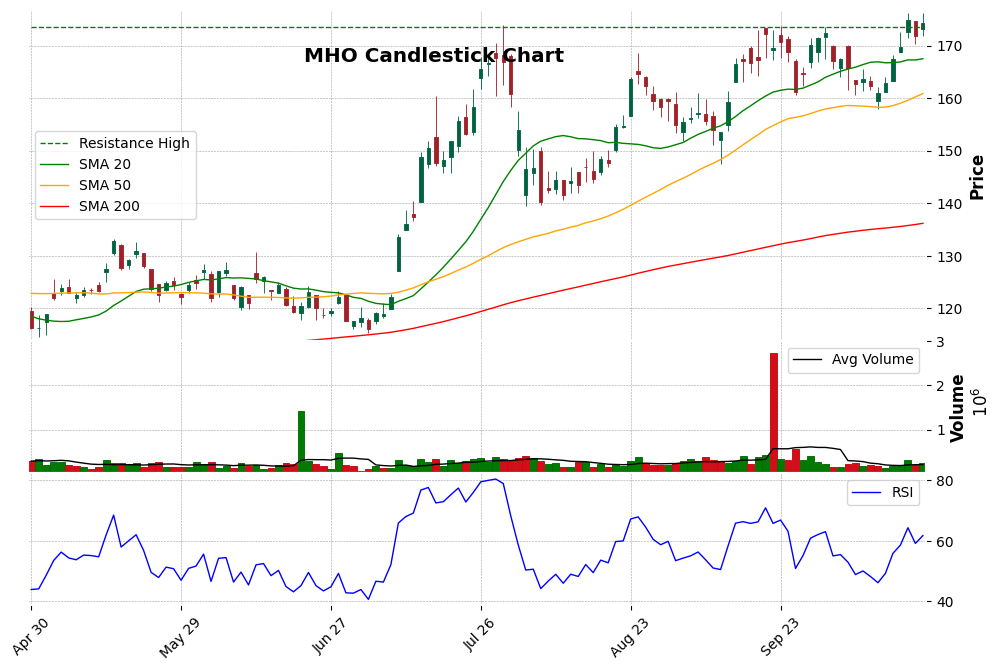 MHO Candlestick Chart
Resistance High
SMA 20
SMA 50
SMA 200
170
160
150
140
130
120
Price
Avg Volume
3
2
1
Volume
10^6
RSI
80
60
40
Apr 30
May 29
Jun 27
Jul 26
Aug 23
Sep 23